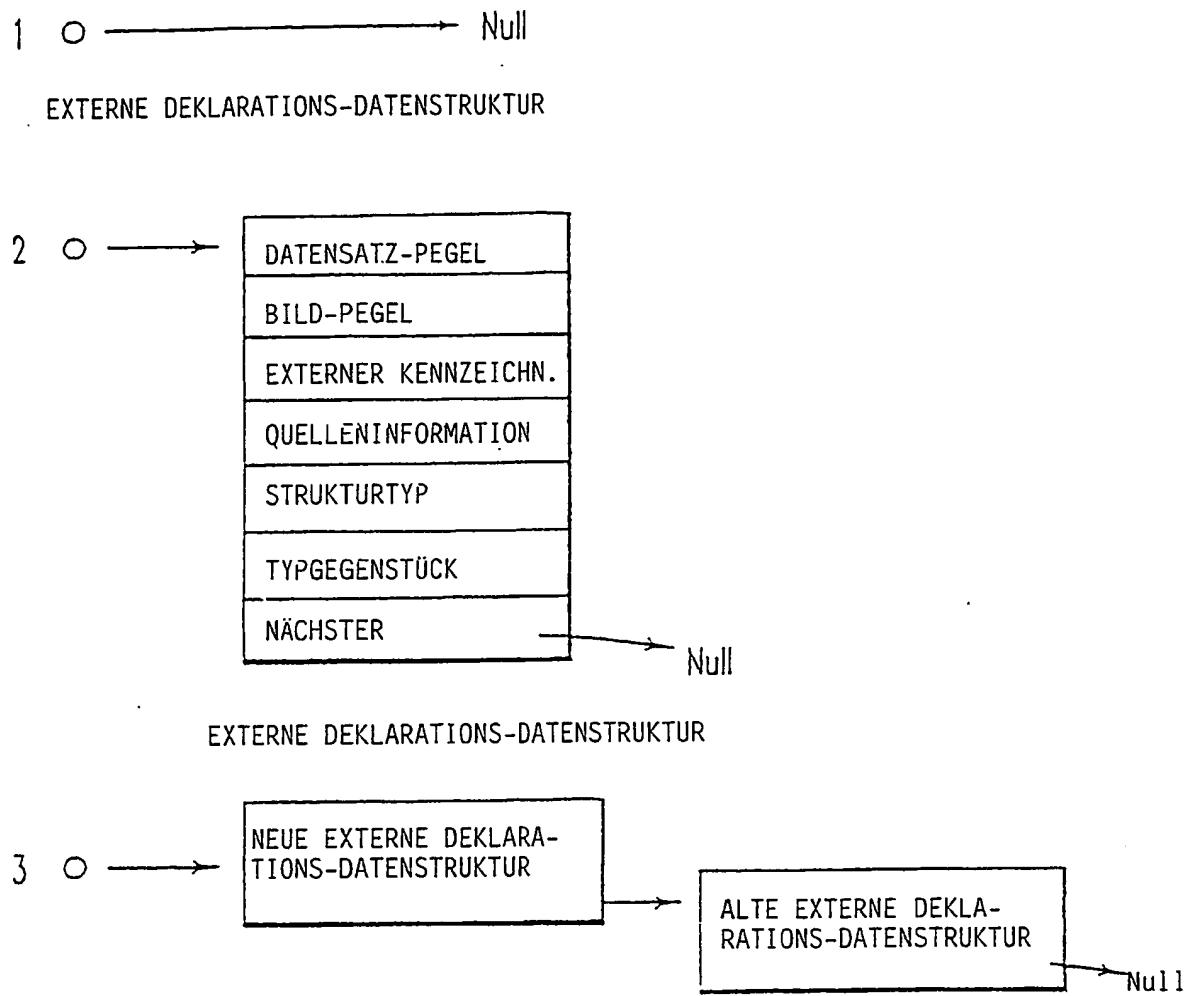 1 Null
EXTERNE DEKLARATIONS-DATENSTRUKTUR
2 DATENSATZ-PEGEL
BILD-PEGEL
EXTERNER KENNZEICHN.
QUELLENINFORMATION
STRUKTURTYP
TYPGEGENSTÜCK
NÄCHSTER
Null
EXTERNE DEKLARATIONS-DATENSTRUKTUR
3 NEUE EXTERNE DEKLARA-
TIONS-DATENSTRUKTUR
ALTE EXTERNE DEKLA-
RATIONS-DATENSTRUKTUR
Null